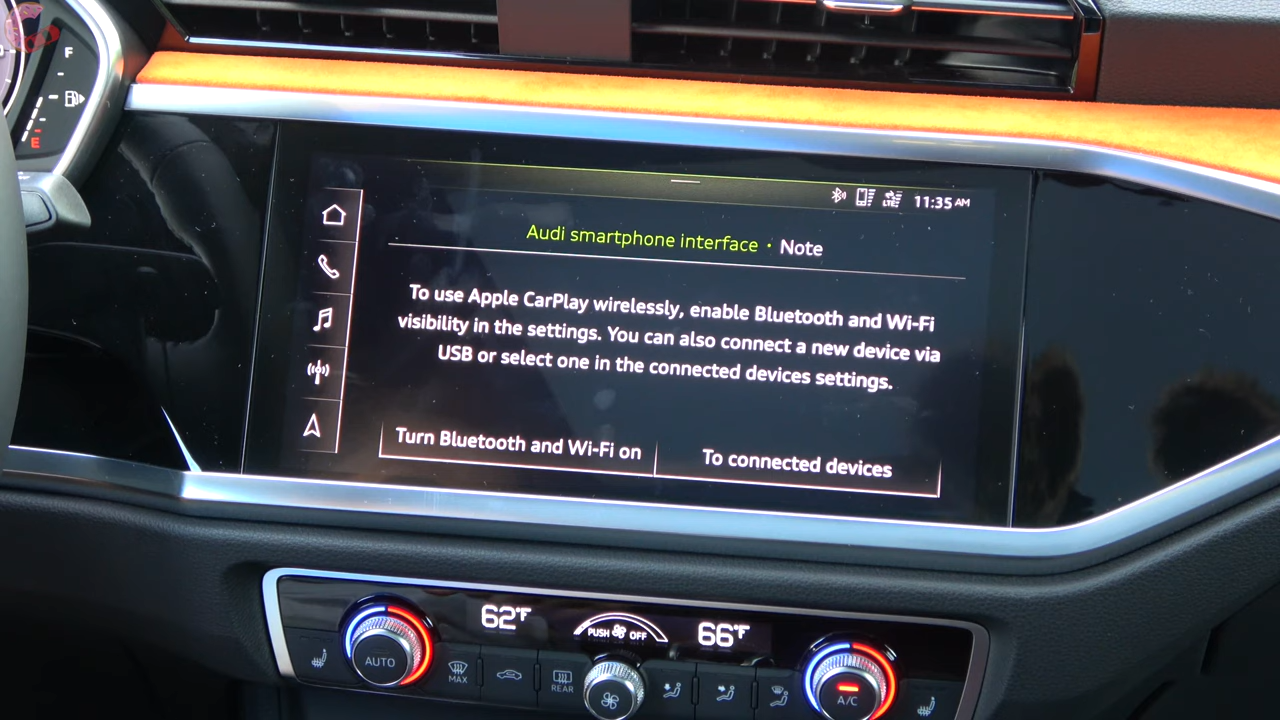 F
E
LTE 11:35 AM
Audi smartphone interface • Note
To use Apple CarPlay wirelessly, enable Bluetooth and Wi-Fi
visibility in the settings. You can also connect a new device via
USB or select one in the connected devices settings.
Turn Bluetooth and Wi-Fi on
To connected devices
62°F
PUSH OFF
66°F
AUTO
MAX
REAR
A/C